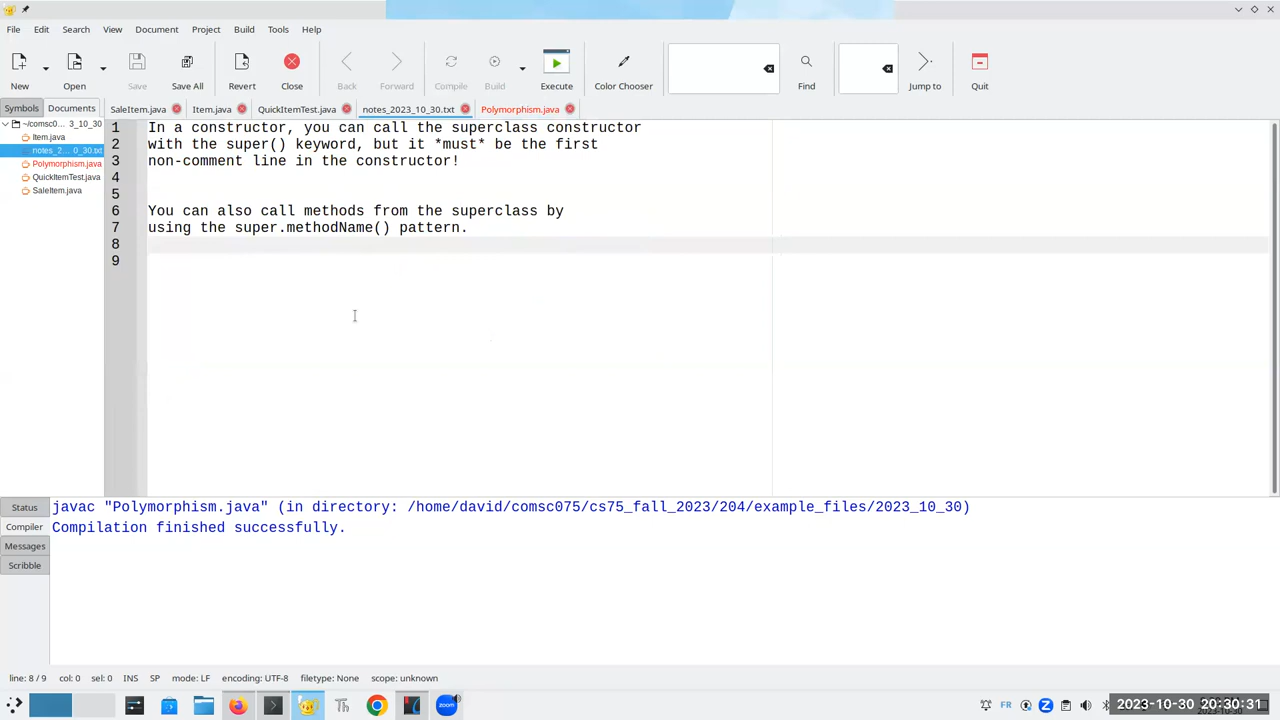 File Edit Search View Document Project Build Tools Help
New Open Save Save All Revert Close Back Forward Compile Build Execute Color Chooser Find Jump to Quit
Symbols Documents SaleItem.java Item.java QuickItemTest.java notes_2023_10_30.txt Polymorphism.java
~/comsc0... 3_10_30
Item.java
notes_2... 0_30.txt
Polymorphism.java
QuickItemTest.java
SaleItem.java
1 In a constructor, you can call the superclass constructor
2 with the super() keyword, but it *must* be the first
3 non-comment line in the constructor!
4
5
6 You can also call methods from the superclass by
7 using the super.methodName() pattern.
8
9
Status
Compiler
Messages
Scribble
javac "Polymorphism.java" (in directory: /home/david/comsc075/cs75_fall_2023/204/example_files/2023_10_30)
Compilation finished successfully.
line: 8 / 9 col: 0 sel: 0 INS SP mode: LF encoding: UTF-8 filetype: None scope: unknown
Th zoom FR Z 2023-10-30 20:30:31